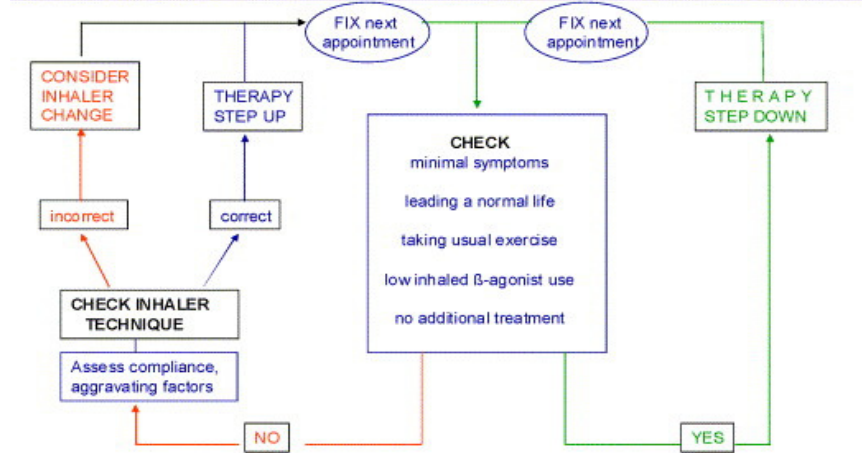 FIX next
appointment
FIX next
appointment
CONSIDER
INHALER
CHANGE
THERAPY
STEP UP
THERAPY
STEP DOWN
CHECK
minimal symptoms
leading a normal life
taking usual exercise
low inhaled ß-agonist use
no additional treatment
incorrect
correct
CHECK INHALER
TECHNIQUE
Assess compliance,
aggravating factors
NO
YES